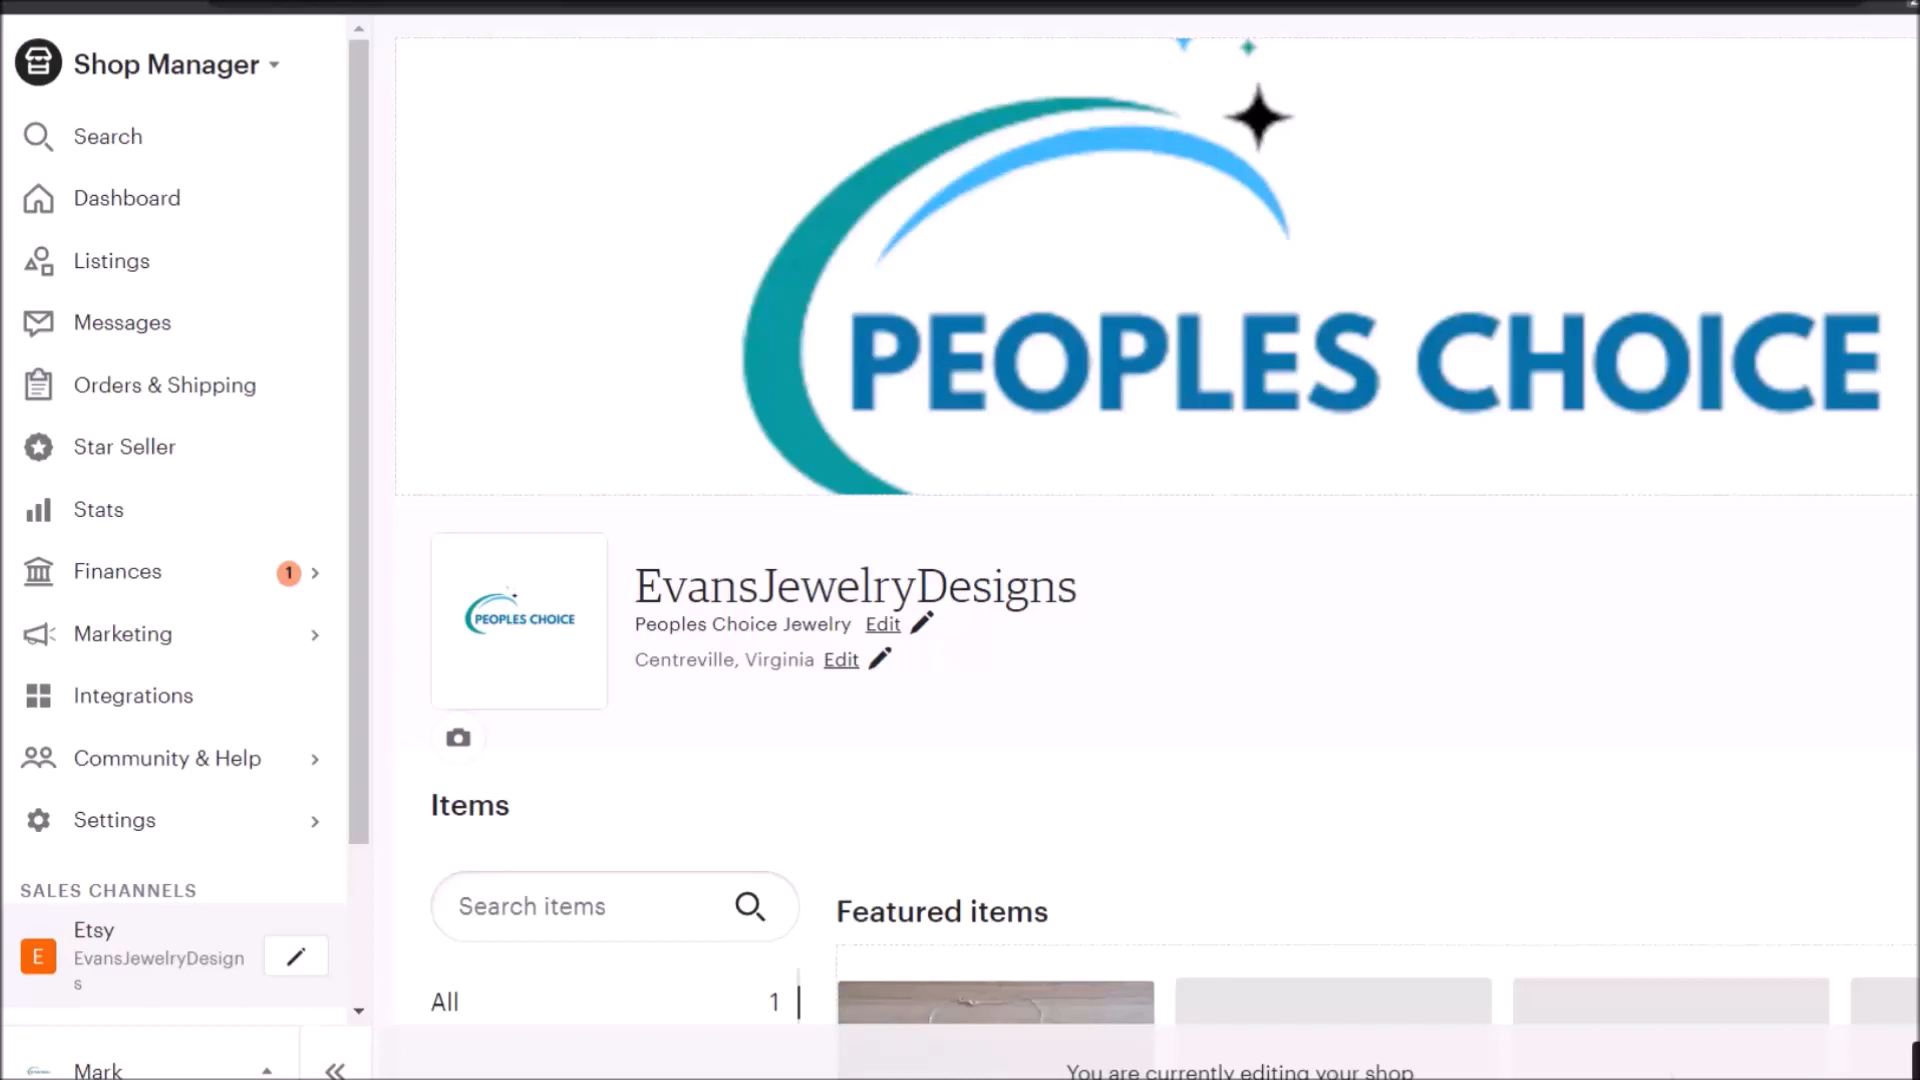 Shop Manager
Search
Dashboard
Listings
Messages
Orders & Shipping
Star Seller
Stats
Finances 1
Marketing
Integrations
Community & Help
Settings
SALES CHANNELS
E
Etsy
EvansJewelryDesign
s
Mark
PEOPLES CHOICE
PEOPLES CHOICE
EvansJewelryDesigns
Peoples Choice Jewelry Edit
Centreville, Virginia Edit
Items
Search items
All 1
Featured items
You are currently editing your shop